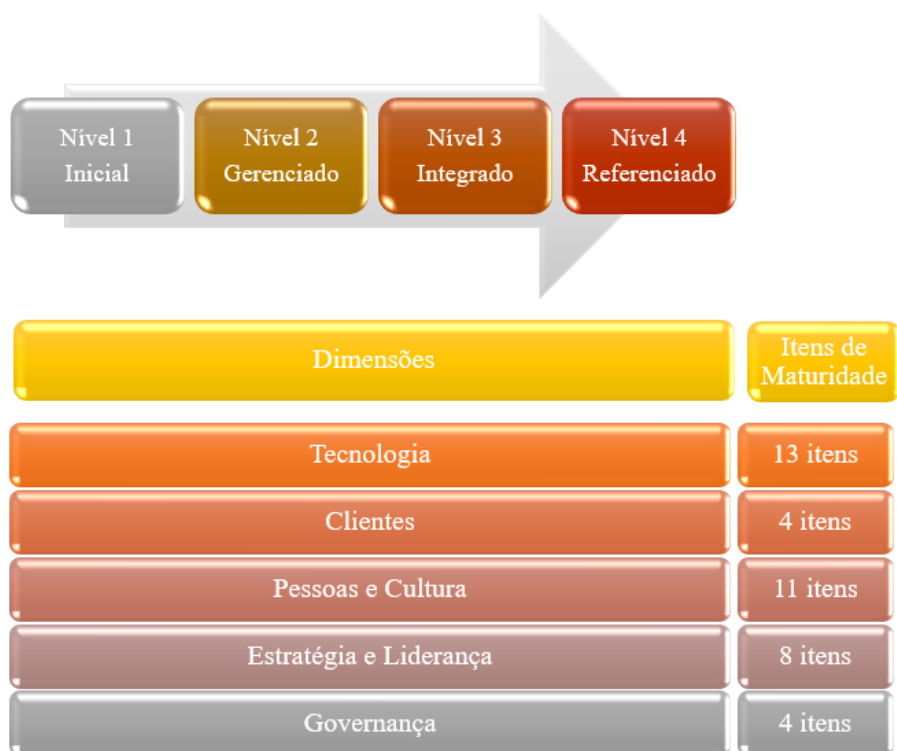 Nível 1
Inicial
Nível 2
Gerenciado
Nível 3
Integrado
Nível 4
Referenciado
Dimensões
Itens de
Maturidade
Tecnologia
13 itens
Clientes
4 itens
Pessoas e Cultura
11 itens
Estratégia e Liderança
8 itens
Governança
4 itens